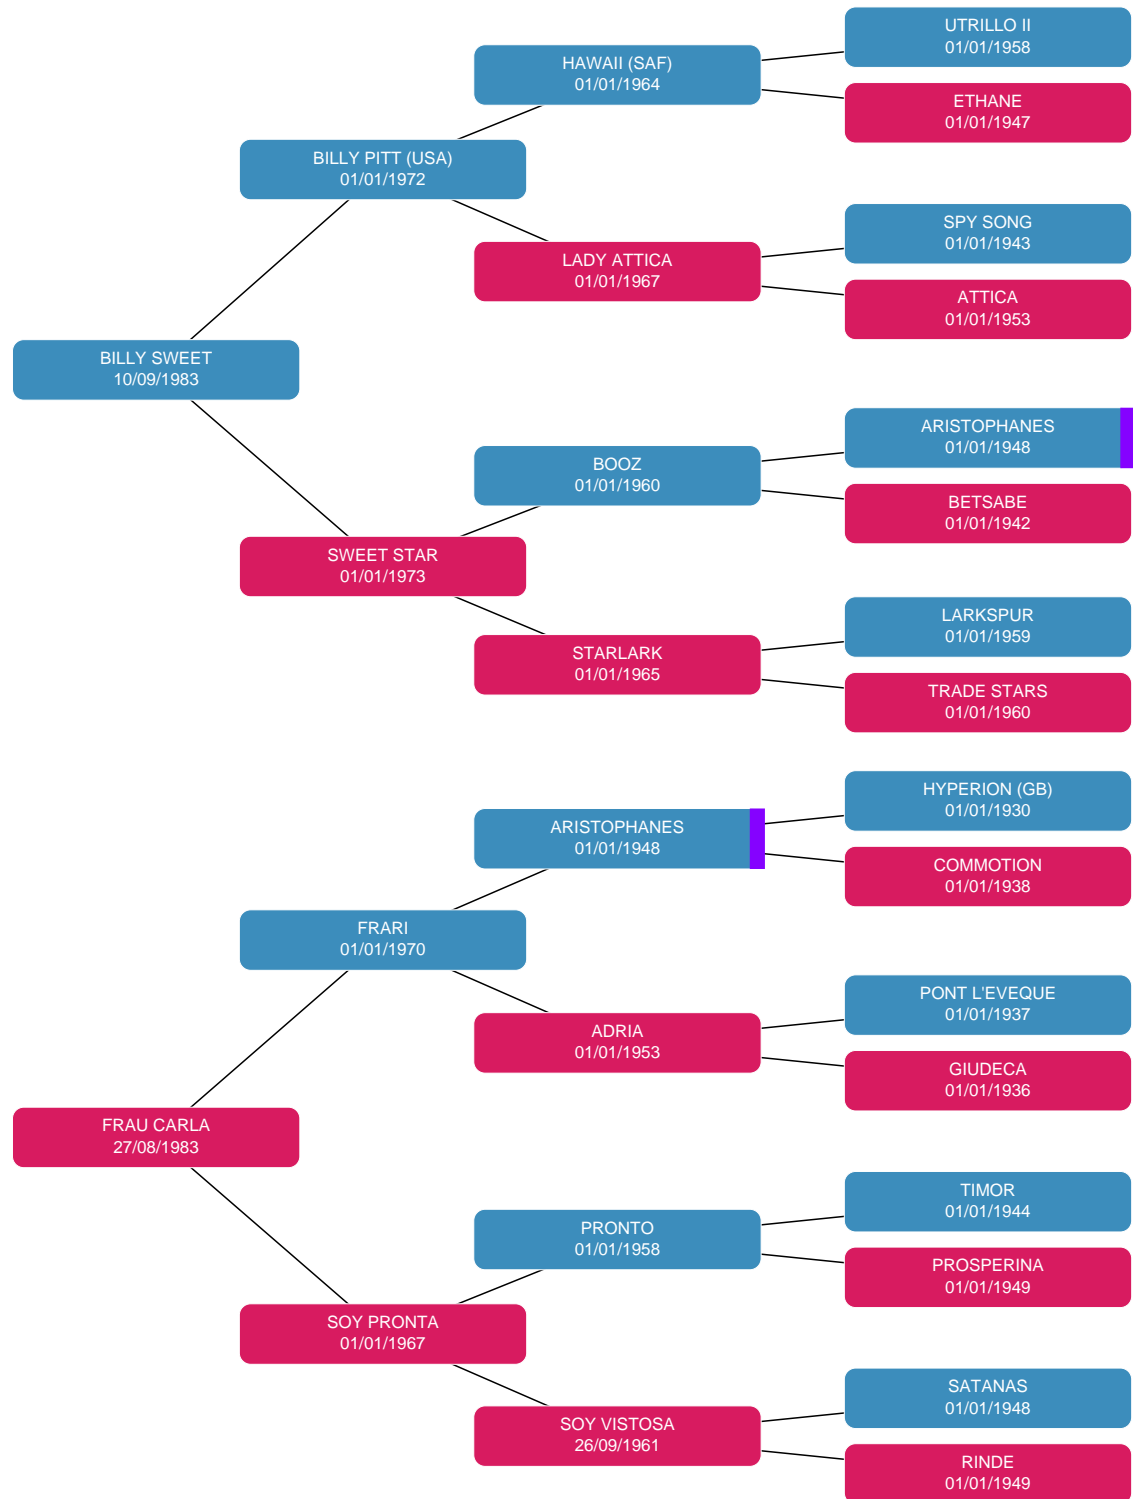 UTRILLO II
01/01/1958
HAWAII (SAF)
01/01/1964
ETHANE
01/01/1947
BILLY PITT (USA)
01/01/1972
SPY SONG
01/01/1943
LADY ATTICA
01/01/1967
ATTICA
01/01/1953
BILLY SWEET
10/09/1983
ARISTOPHANES
01/01/1948
BOOZ
01/01/1960
BETSABE
01/01/1942
SWEET STAR
01/01/1973
LARKSPUR
01/01/1959
STARLARK
01/01/1965
TRADE STARS
01/01/1960
HYPERION (GB)
01/01/1930
ARISTOPHANES
01/01/1948
COMMOTION
01/01/1938
FRARI
01/01/1970
PONT L'EVEQUE
01/01/1937
ADRIA
01/01/1953
GIUDECA
01/01/1936
FRAU CARLA
27/08/1983
TIMOR
01/01/1944
PRONTO
01/01/1958
PROSPERINA
01/01/1949
SOY PRONTA
01/01/1967
SATANAS
01/01/1948
SOY VISTOSA
26/09/1961
RINDE
01/01/1949